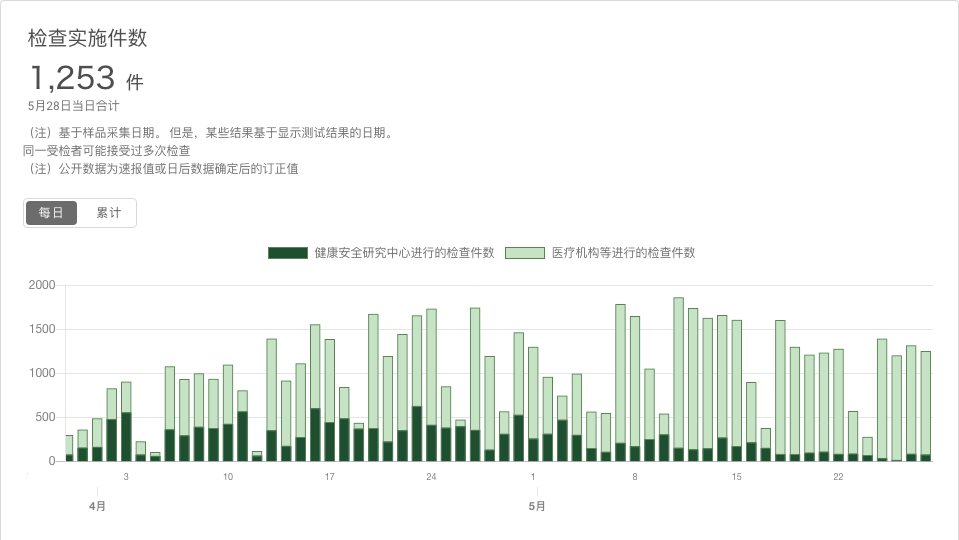 检查实施件数
1,253 件
5月28日当日合计
（注）基于样品采集日期。 但是，某些结果基于显示测试结果的日期。
同一受检者可能接受过多次检查
（注）公开数据为速报值或日后数据确定后的订正值
每日 累计
健康安全研究中心进行的检查件数 医疗机构等进行的检查件数
2000
1500
1000
500
0
3 10 17 24 1 8 15 22
4月 5月